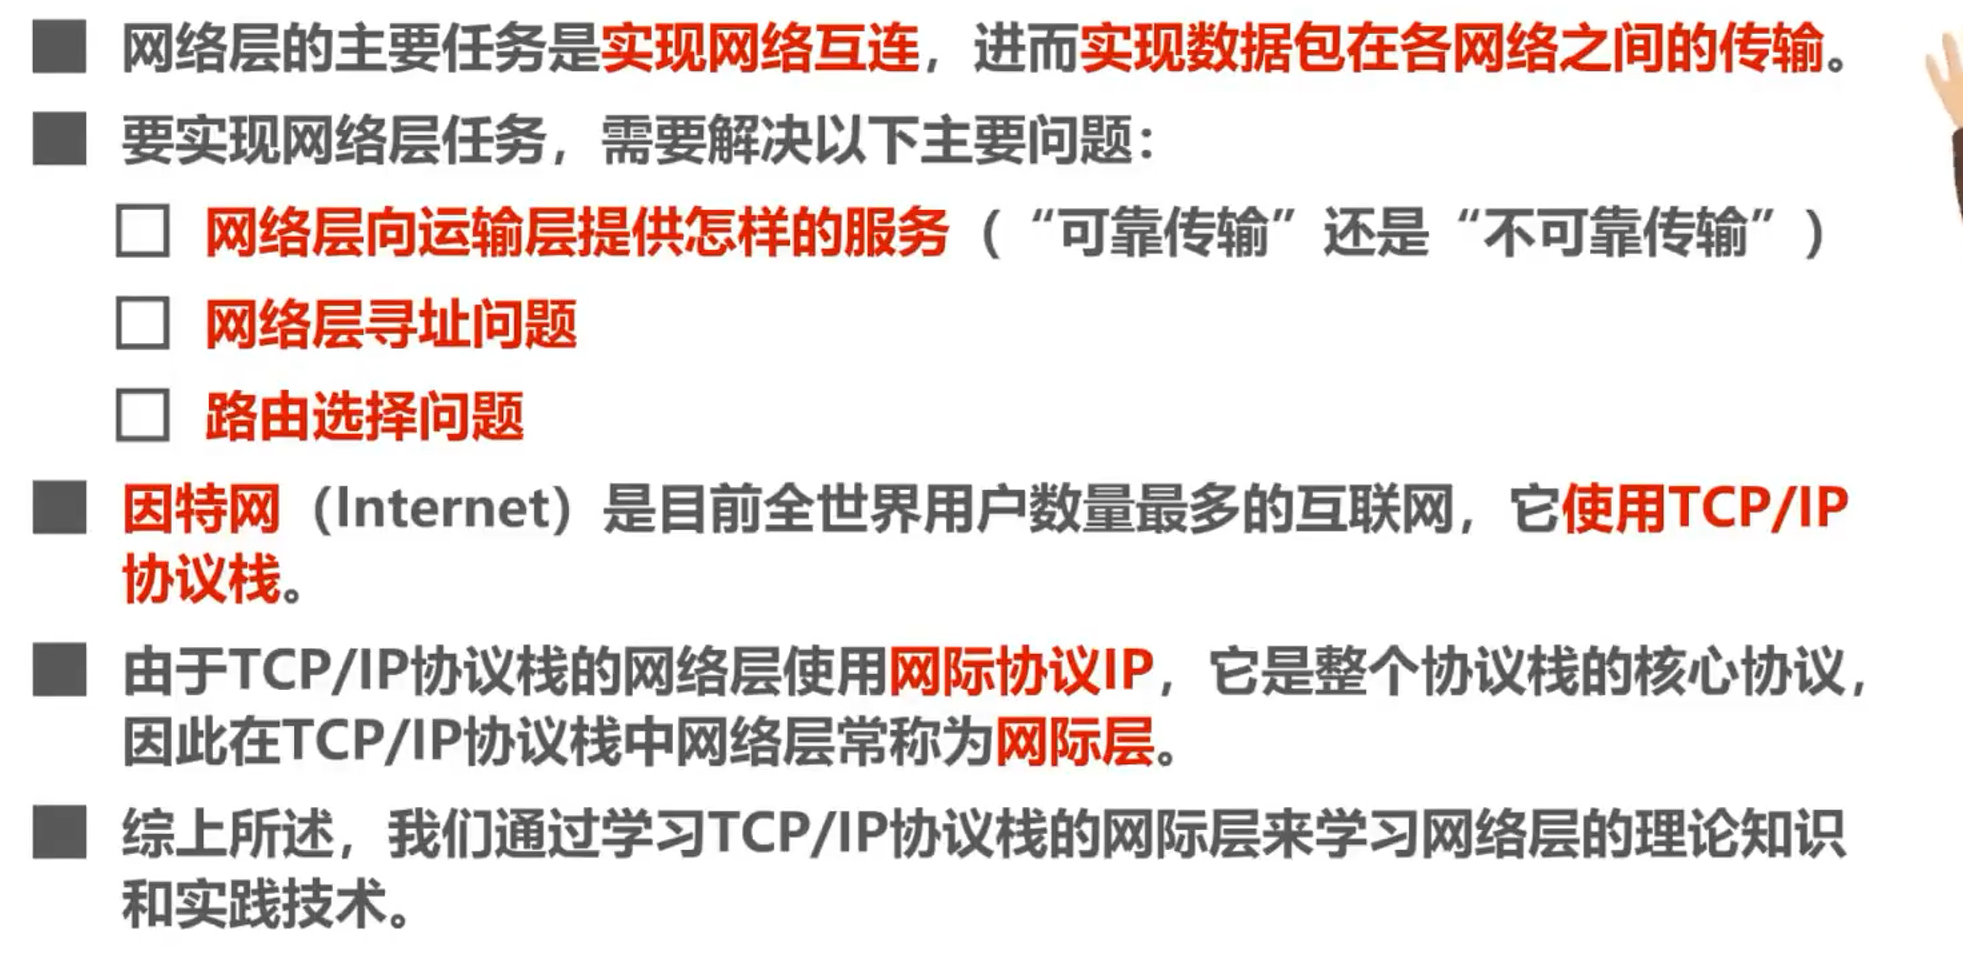 网络层的主要任务是实现网络互连，进而实现数据包在各网络之间的传输。
要实现网络层任务，需要解决以下主要问题：
网络层向运输层提供怎样的服务（“可靠传输”还是“不可靠传输”）
网络层寻址问题
路由选择问题
因特网（Internet）是目前全世界用户数量最多的互联网，它使用TCP/IP
协议栈。
由于TCP/IP协议栈的网络层使用网际协议IP，它是整个协议栈的核心协议，
因此在TCP/IP协议栈中网络层常称为网际层。
综上所述，我们通过学习TCP/IP协议栈的网际层来学习网络层的理论知识
和实践技术。